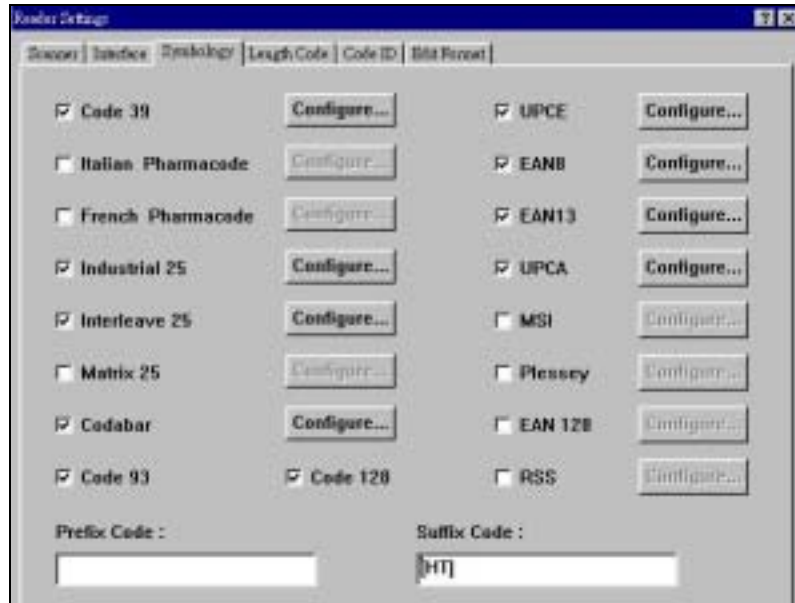 Reader Settings
Scanner Interface Symbology Length Code Code ID Edit Format
Code 39 Configure... UPCE Configure...
Italian Pharmacode Configure... EAN8 Configure...
French Pharmacode Configure... EAN13 Configure...
Industrial 25 Configure... UPCA Configure...
Interleave 25 Configure... MSI Configure...
Matrix 25 Configure... Plessey Configure...
Codabar Configure... EAN 128 Configure...
Code 93 Code 128 RSS Configure...
Prefix Code : Suffix Code :
[HT]